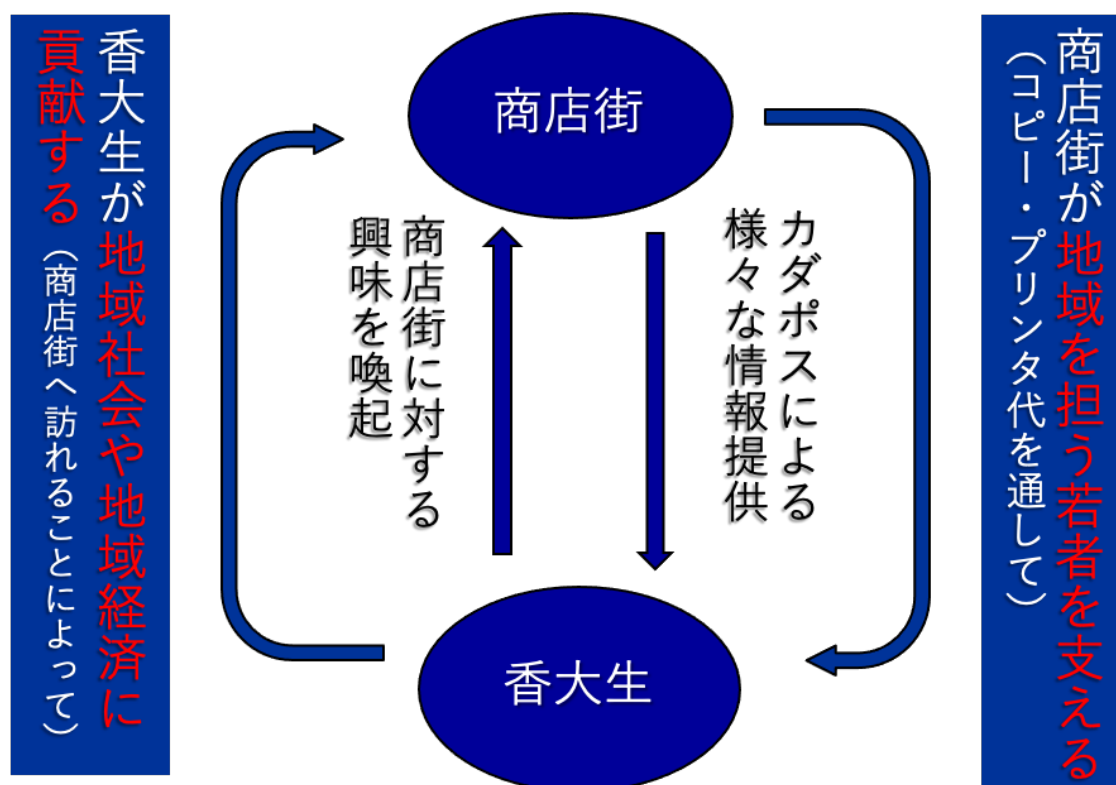 商店街が地域を担う若者を支える
(コピー・プリンタ代を通して)
商店街
カダポスによる
様々な情報提供
商店街に対する
興味を喚起
香大生
香大生が地域社会や地域経済に
貢献する(商店街へ訪れることによって)